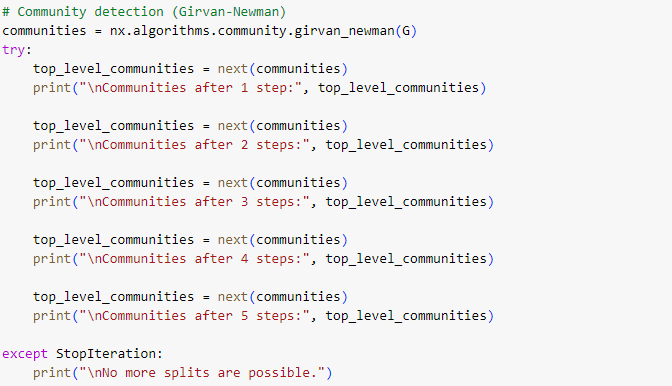 # Community detection (Girvan-Newman)
communities = nx.algorithms.community.girvan_newman(G)
try:
    top_level_communities = next(communities)
    print("\nCommunities after 1 step:", top_level_communities)

    top_level_communities = next(communities)
    print("\nCommunities after 2 steps:", top_level_communities)

    top_level_communities = next(communities)
    print("\nCommunities after 3 steps:", top_level_communities)

    top_level_communities = next(communities)
    print("\nCommunities after 4 steps:", top_level_communities)

    top_level_communities = next(communities)
    print("\nCommunities after 5 steps:", top_level_communities)

except StopIteration:
    print("\nNo more splits are possible.")